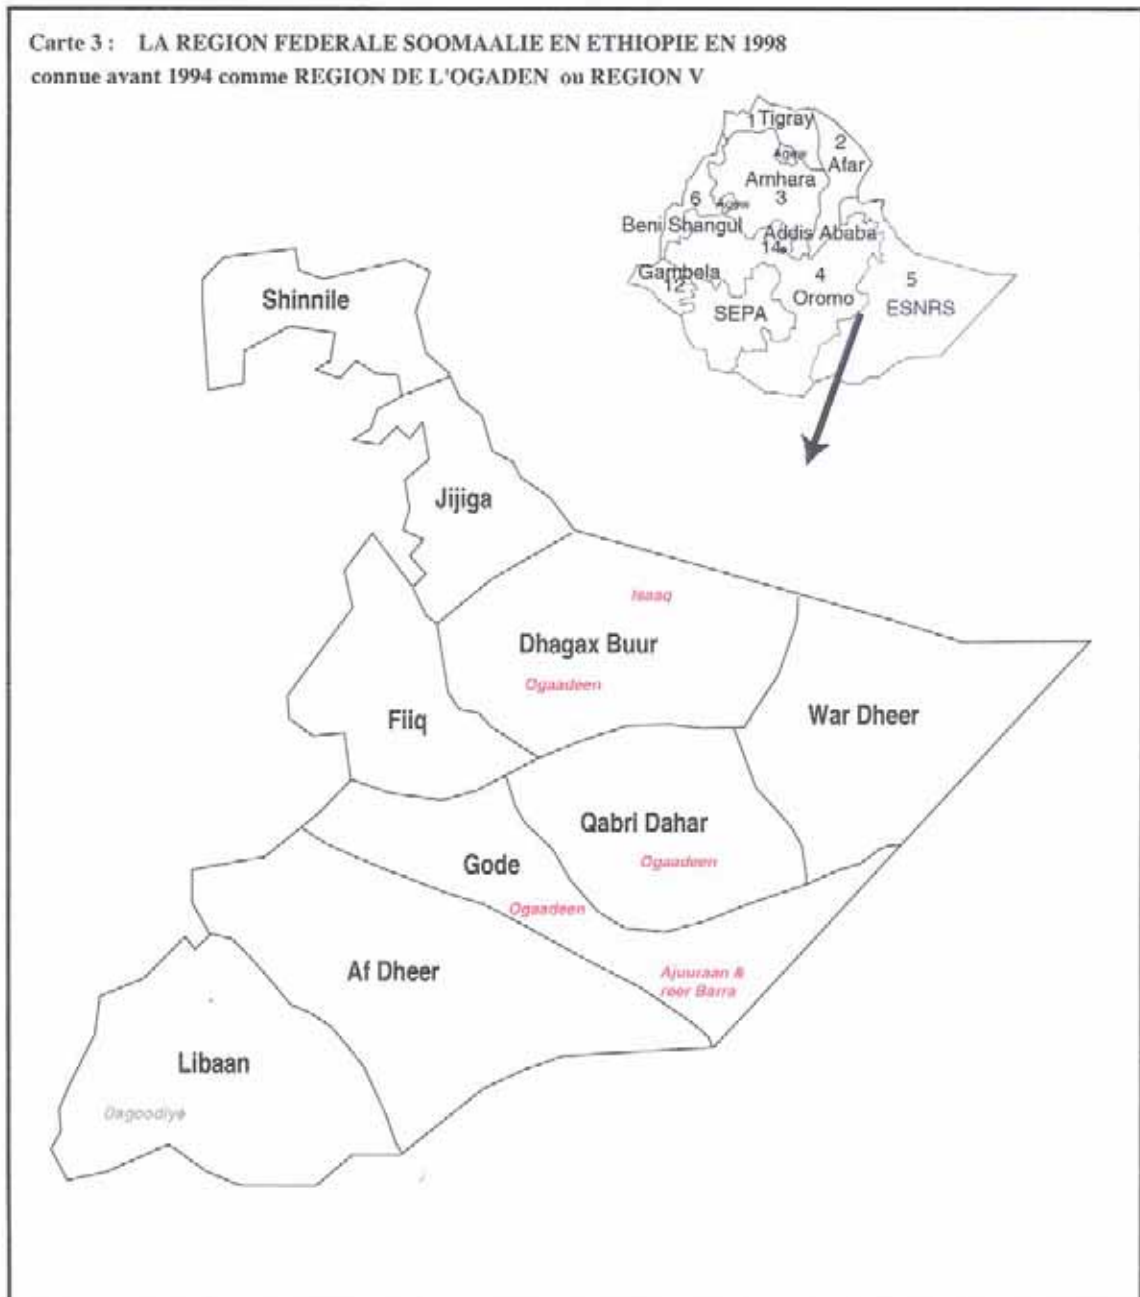 Carte 3 : LA REGION FEDERALE SOOMAALIE EN ETHIOPIE EN 1998
connue avant 1994 comme REGION DE L'OGADEN ou REGION V
1 Tigray
2
Afar
Agaw
Amhara
3
6
Agaw
Beni Shangul
Addis Ababa
14
Gambela
12
4
Oromo
5
ESNRS
SEPA
Shinnile
Jijiga
Isaaq
Dhagax Buur
Ogaadeen
Fiiq
War Dheer
Qabri Dahar
Ogaadeen
Gode
Ogaadeen
Af Dheer
Ajuuraan &
reer Barra
Libaan
Dagoodiye